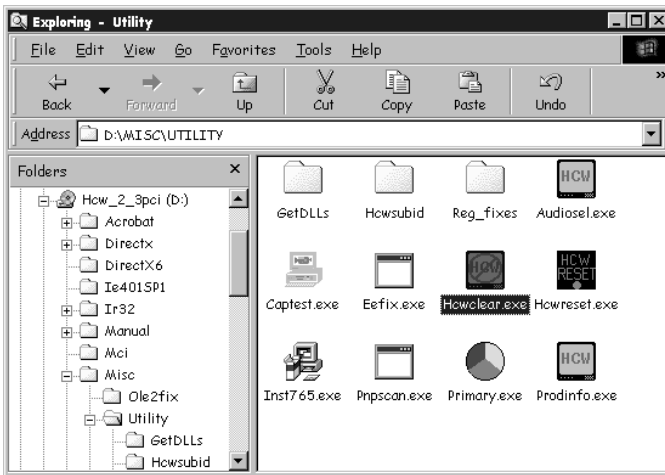 Exploring - Utility
File Edit View Go Favorites Tools Help
Back Forward Up Cut Copy Paste Undo »
Address D:\MISC\UTILITY
Folders ×
Hcw_2_3pci (D:)
Acrobat
Directx
DirectX6
Ie401SP1
Ir32
Manual
Mci
Misc
Ole2fix
Utility
GetDLLs
Hcwsubid
GetDLLs Hcwsubid Reg_fixes HCW Audiosel.exe
Captest.exe Eefix.exe HCW Hcwclear.exe HCW RESET Hcwreset.exe
Inst765.exe Pnpscan.exe Primary.exe HCW Prodinfo.exe